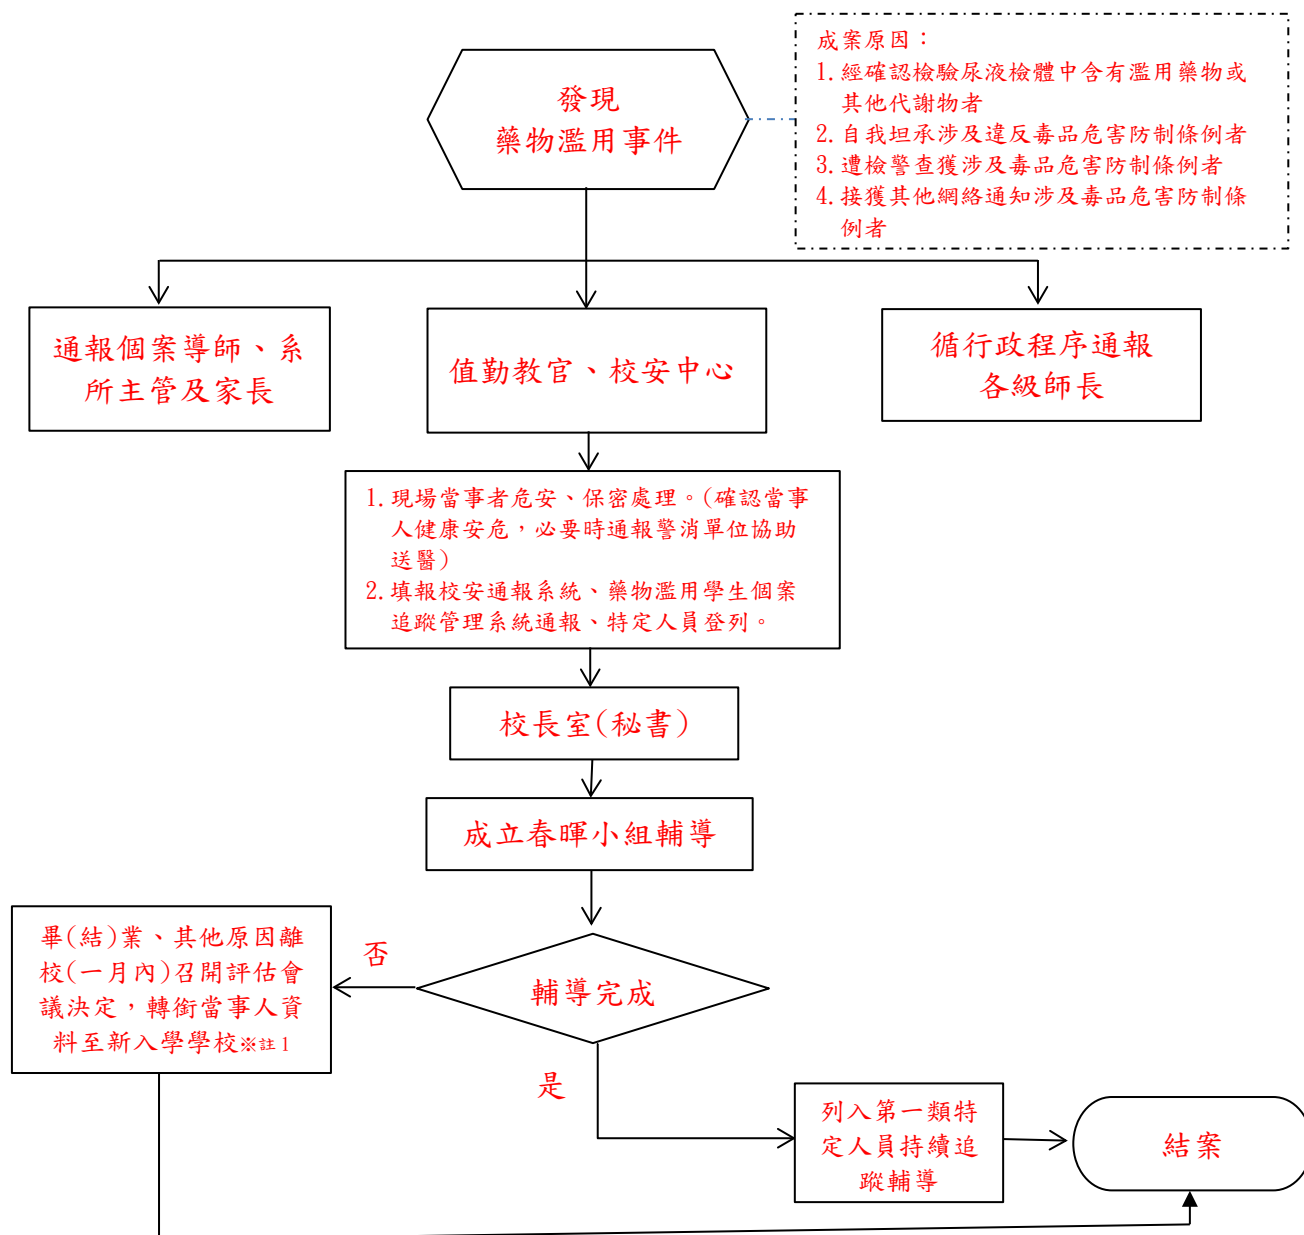 成案原因：
1.經確認檢驗尿液檢體中含有濫用藥物或
其他代謝物者
2.自我坦承涉及違反毒品危害防制條例者
3.遭檢警查獲涉及毒品危害防制條例者
4.接獲其他網絡通知涉及毒品危害防制條
例者
發現
藥物濫用事件
通報個案導師、系
所主管及家長
值勤教官、校安中心
循行政程序通報
各級師長
1.現場當事者危安、保密處理。(確認當事
人健康安危，必要時通報警消單位協助
送醫)
2.填報校安通報系統、藥物濫用學生個案
追蹤管理系統通報、特定人員登列。
校長室(秘書)
成立春暉小組輔導
畢(結)業、其他原因離
校(一月內)召開評估會
議決定，轉銜當事人資
料至新入學學校※註1
否
輔導完成
是
列入第一類特
定人員持續追
蹤輔導
結案